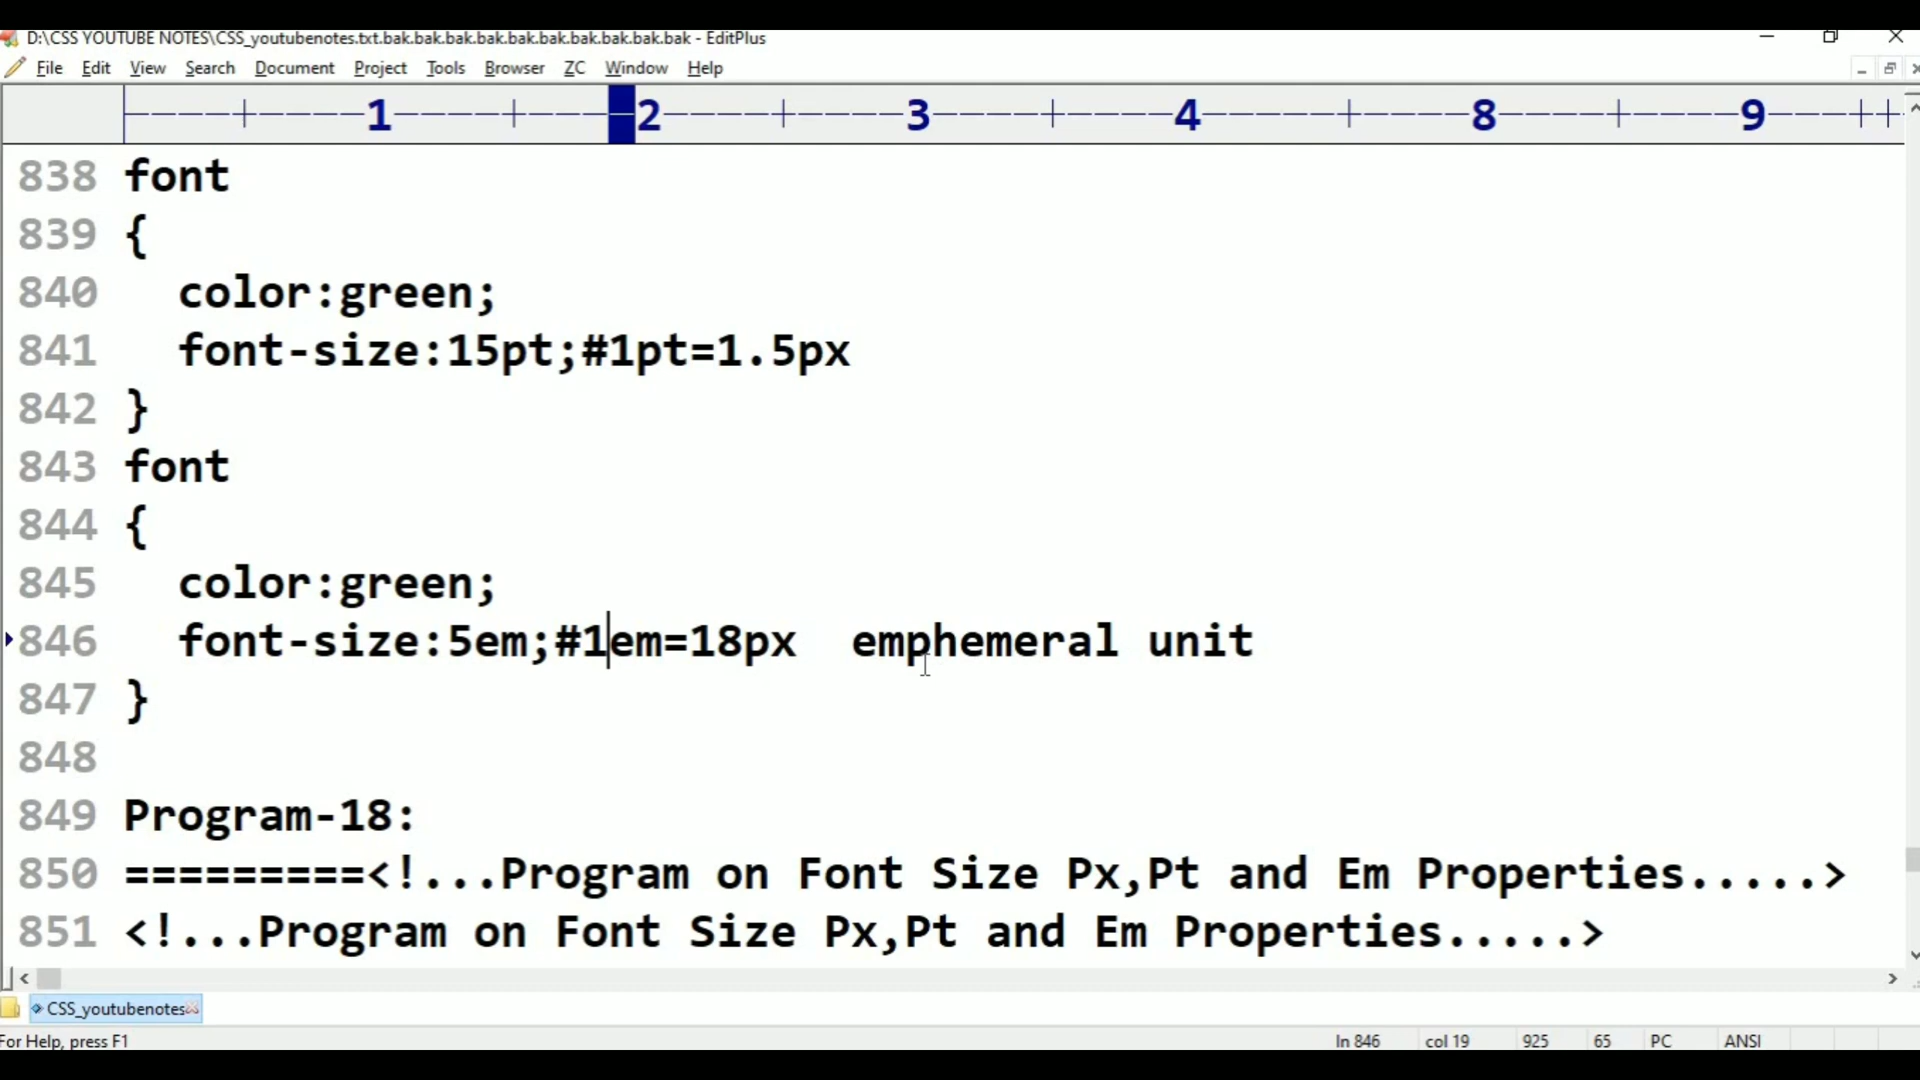 D:\CSS YOUTUBE NOTES\CSS_youtubenotes.txt.bak.bak.bak.bak.bak.bak.bak.bak.bak.bak - EditPlus
File Edit View Search Document Project Tools Browser ZC Window Help
1 2 3 4 8 9
838 font
839 {
840 color:green;
841 font-size:15pt;#1pt=1.5px
842 }
843 font
844 {
845 color:green;
846 font-size:5em;#1em=18px emphemeral unit
847 }
848
849 Program-18:
850 =========<!...Program on Font Size Px,Pt and Em Properties.....>
851 <!...Program on Font Size Px,Pt and Em Properties.....>
CSS_youtubenotes
For Help, press F1 ln 846 col 19 925 65 PC ANSI